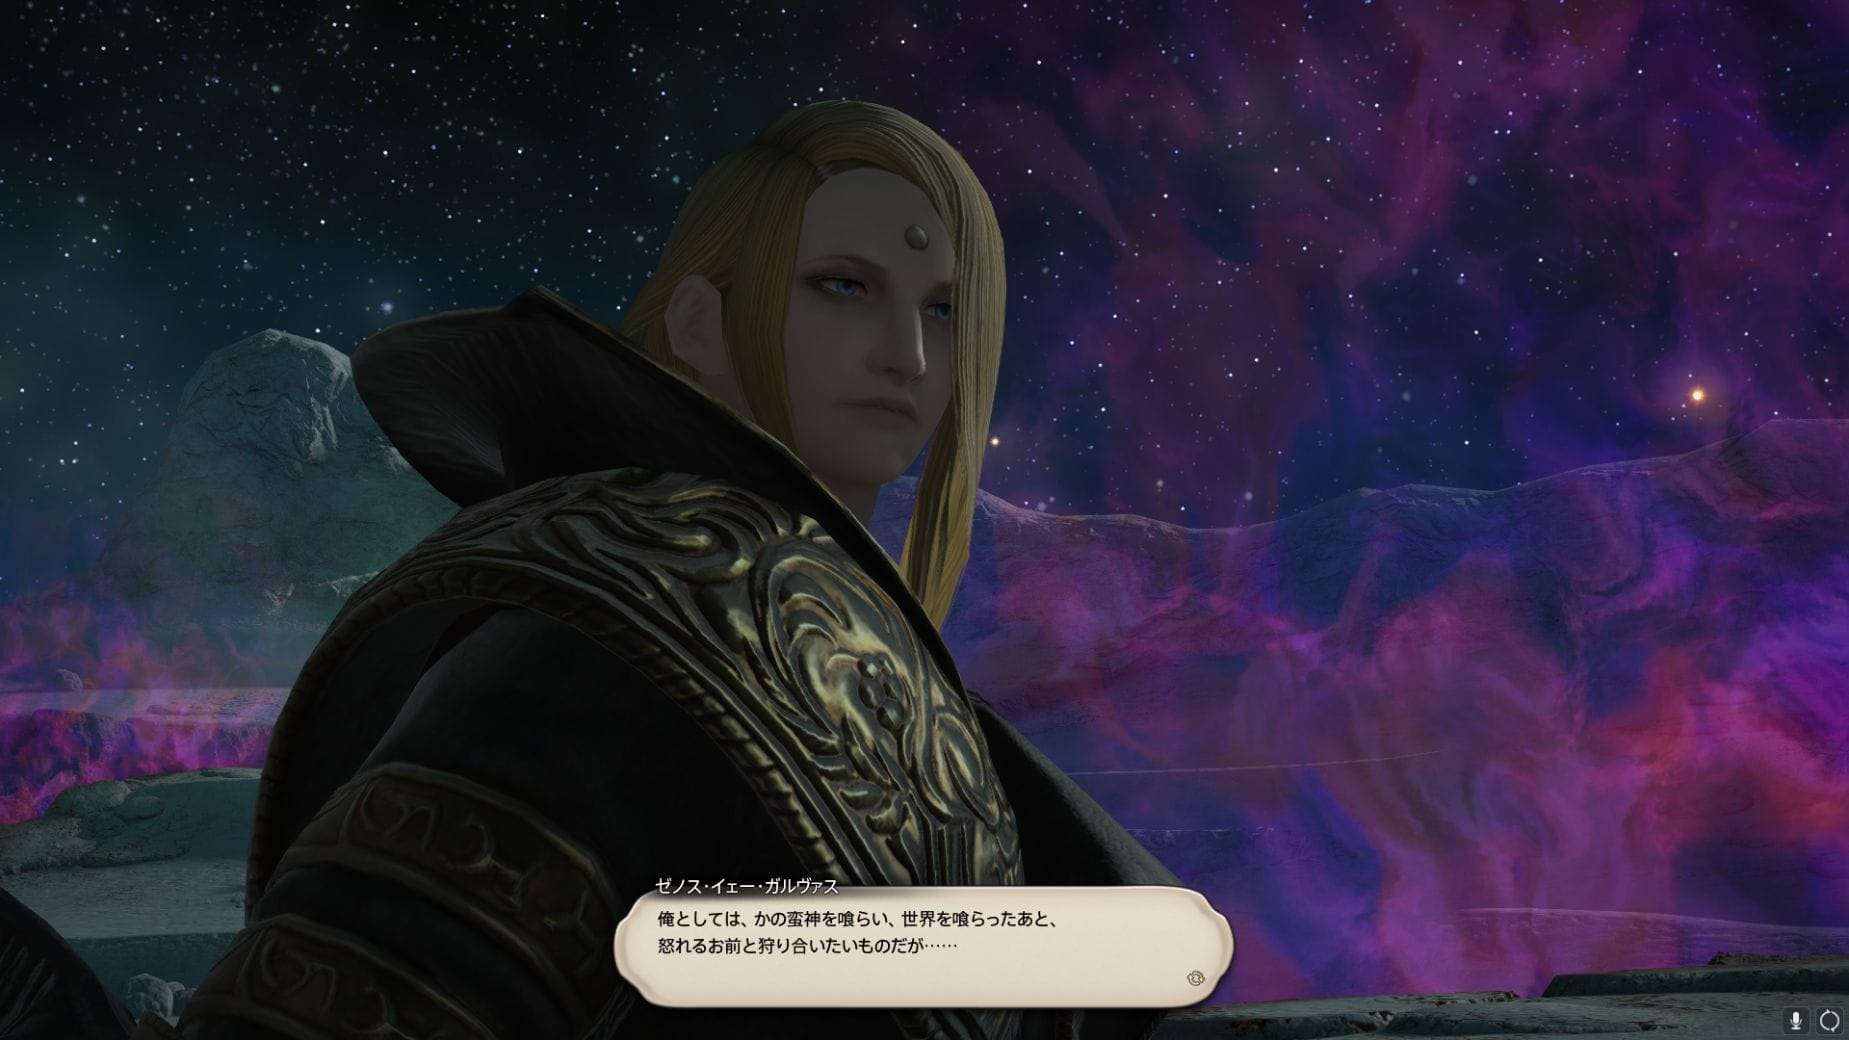 ゼノス・イェー・ガルヴァス
俺としては、かの蛮神を喰らい、世界を喰らったあと、
怒れるお前と狩り合いたいものだが……